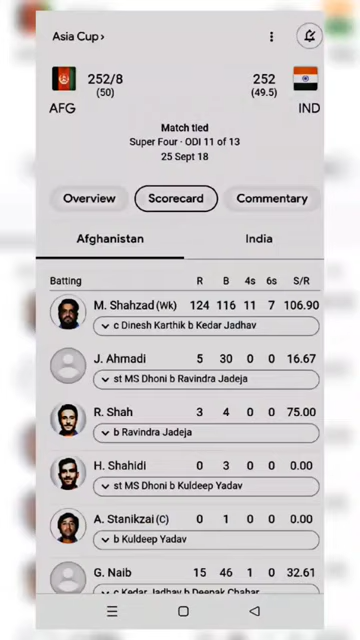 Asia Cup >
252/8
(50)
AFG
252
(49.5)
IND
Match tied
Super Four · ODI 11 of 13
25 Sept 18
Overview Scorecard Commentary
Afghanistan India
Batting R B 4s 6s S/R
M. Shahzad (Wk) 124 116 11 7 106.90
c Dinesh Karthik b Kedar Jadhav
J. Ahmadi 5 30 0 0 16.67
st MS Dhoni b Ravindra Jadeja
R. Shah 3 4 0 0 75.00
b Ravindra Jadeja
H. Shahidi 0 3 0 0 0.00
st MS Dhoni b Kuldeep Yadav
A. Stanikzai (C) 0 1 0 0 0.00
b Kuldeep Yadav
G. Naib 15 46 1 0 32.61
c Kedar Jadhav b Deepak Chahar